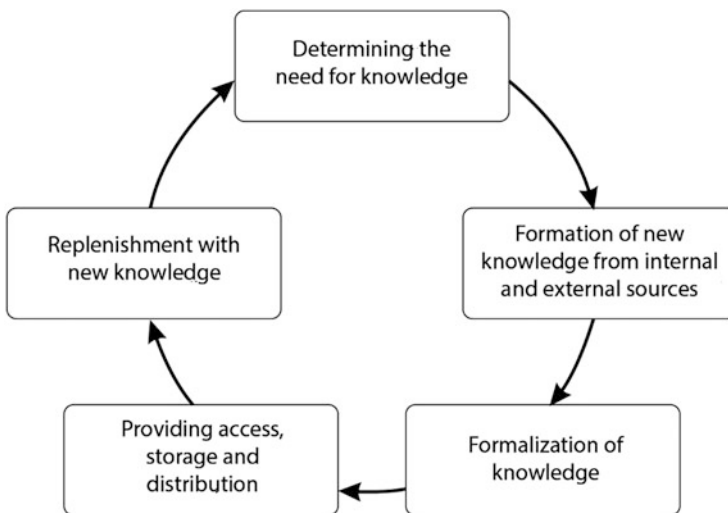 Determining the
need for knowledge
Formation of new
knowledge from internal
and external sources
Formalization of
knowledge
Providing access,
storage and
distribution
Replenishment with
new knowledge